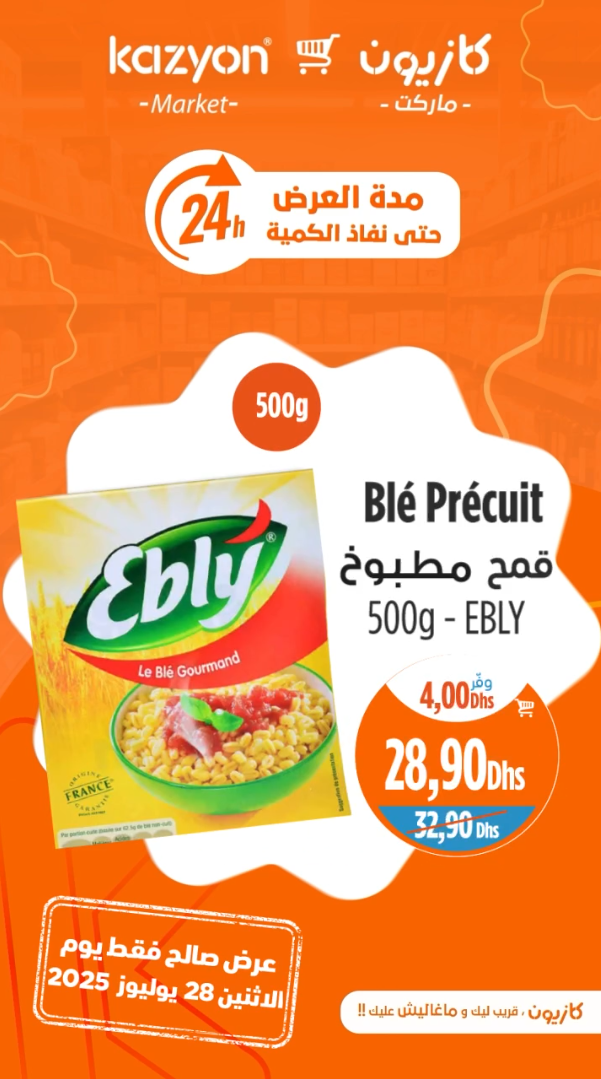 kazyon®
-Market-
كازيون
- ماركت -
24h
مدة العرض
حتى نفاذ الكمية
500g
Ebly®
Le Blé Gourmand
ORIGINE
FRANCE
GARANTIE
Blé Précuit
قمح مطبوخ
500g - EBLY
وفّر
4,00Dhs
28,90Dhs
32,90 Dhs
عرض صالح فقط يوم
الاثنين 28 يوليوز 2025
كازيون ، قريب ليك و ماغاليش عليك !!